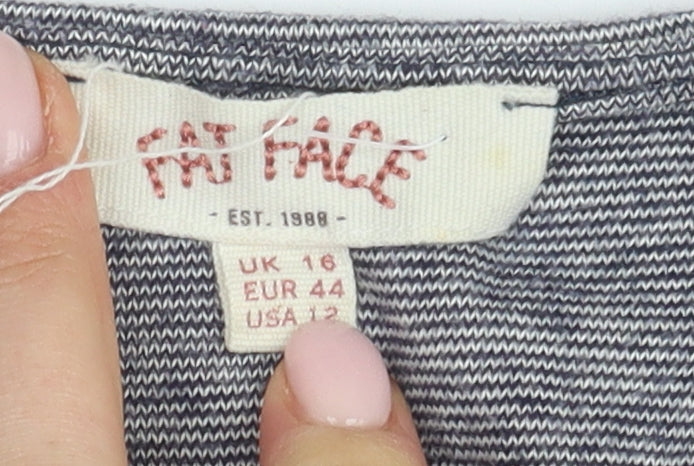 FAT FACE
- EST. 1988 -
UK 16
EUR 44
USA 12